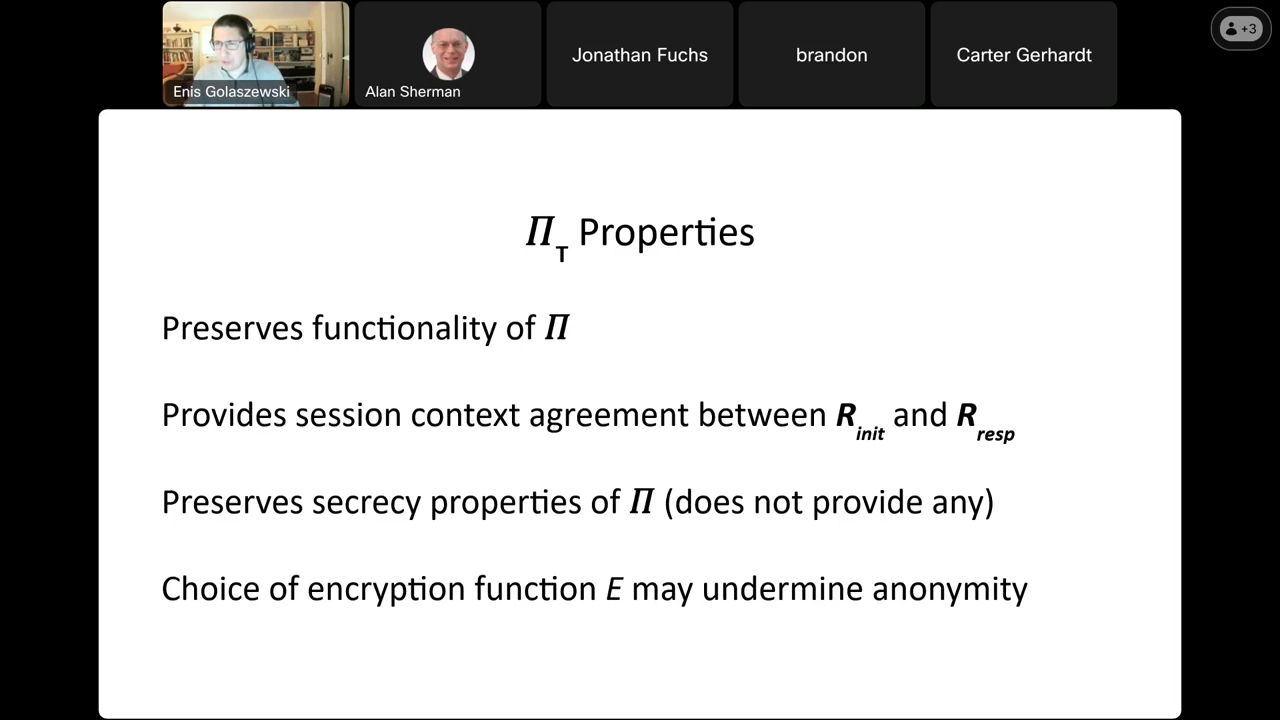 Enis Golaszewski
Alan Sherman
Jonathan Fuchs
brandon
Carter Gerhardt
+3
Π_T Properties
Preserves functionality of Π
Provides session context agreement between R_init and R_resp
Preserves secrecy properties of Π (does not provide any)
Choice of encryption function E may undermine anonymity